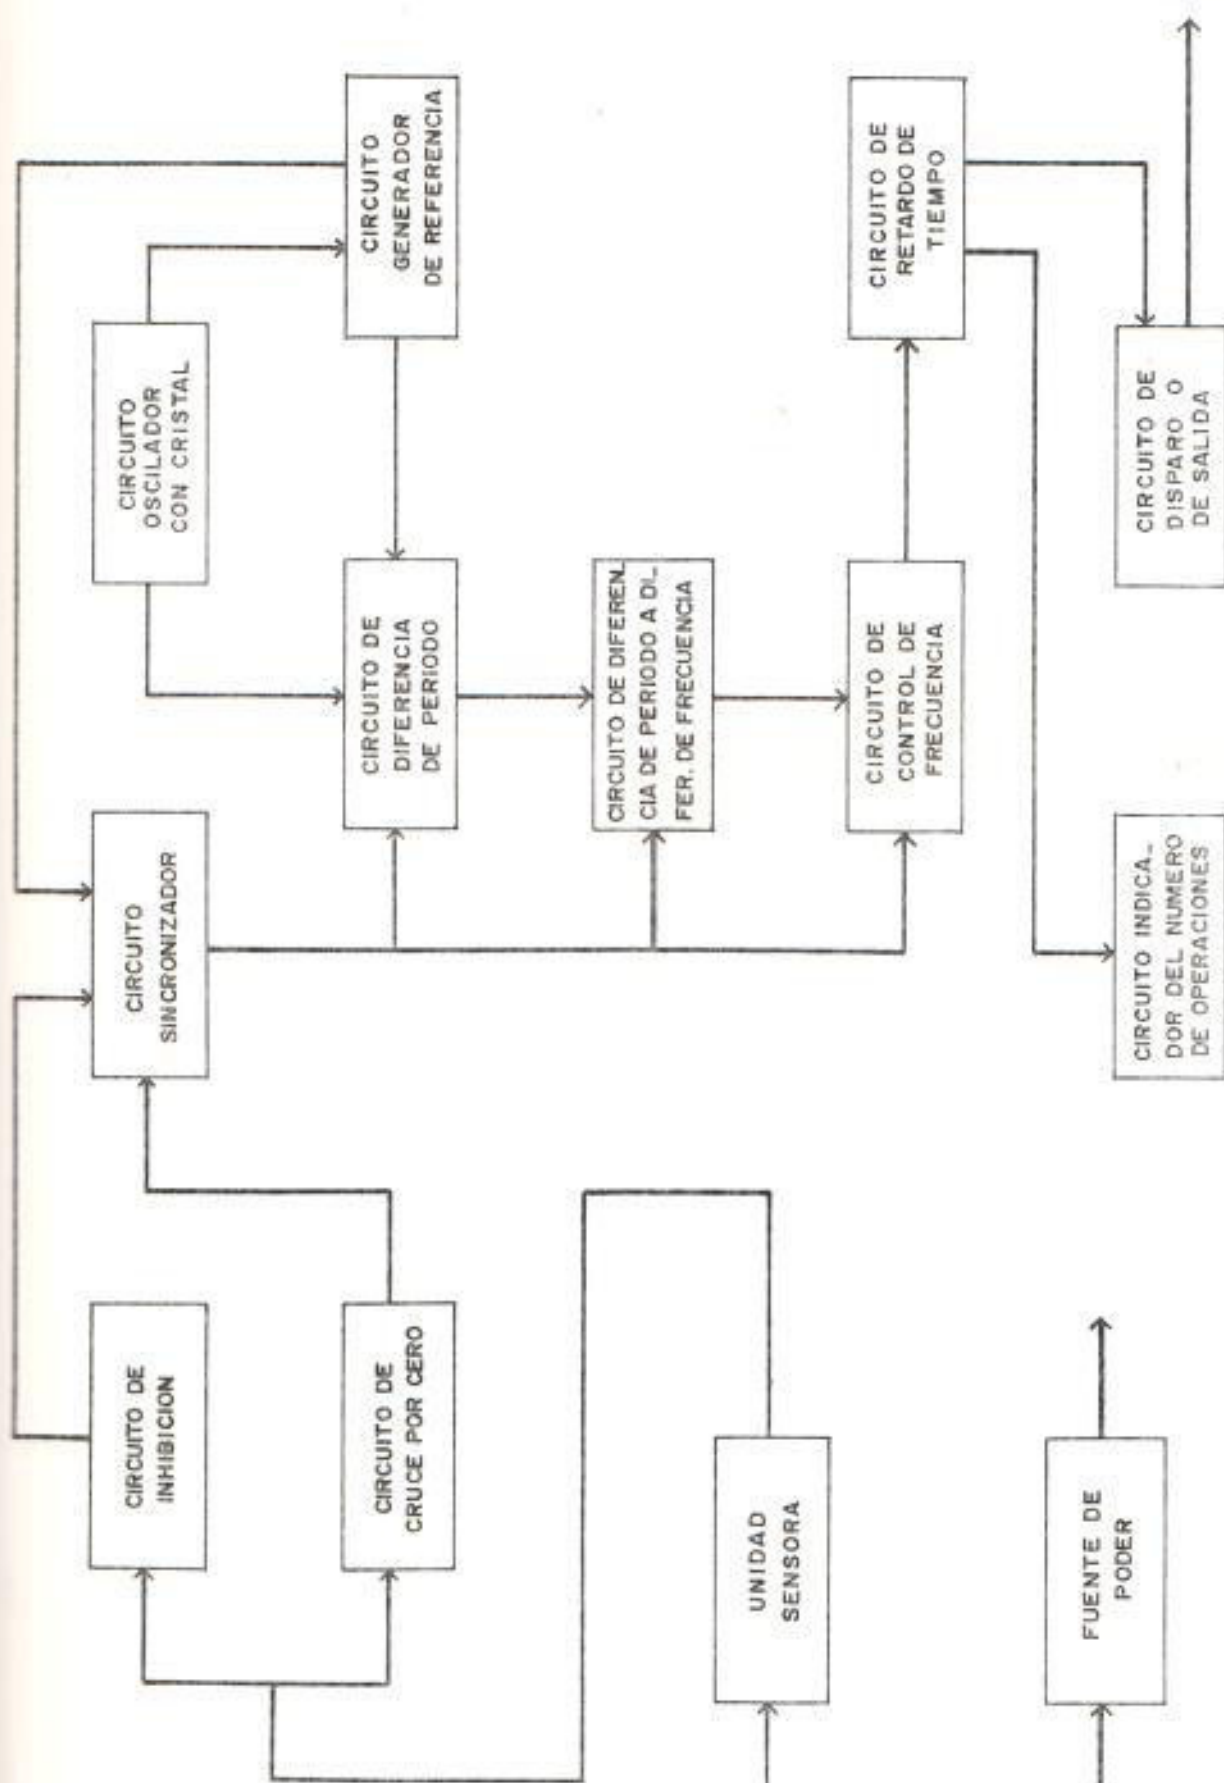 CIRCUITO DE
INHIBICION
CIRCUITO
SINCRONIZADOR
CIRCUITO
OSCILADOR
CON CRISTAL
CIRCUITO DE
CRUCE POR CERO
CIRCUITO DE
DIFERENCIA
DE PERIODO
CIRCUITO
GENERADOR
DE REFERENCIA
CIRCUITO DE DIFEREN_
CIA DE PERIODO A DI_
FER. DE FRECUENCIA
UNIDAD
SENSORA
CIRCUITO DE
CONTROL DE
FRECUENCIA
CIRCUITO DE
RETARDO DE
TIEMPO
FUENTE DE
PODER
CIRCUITO INDICA_
DOR DEL NUMERO
DE OPERACIONES
CIRCUITO DE
DISPARO O
DE SALIDA